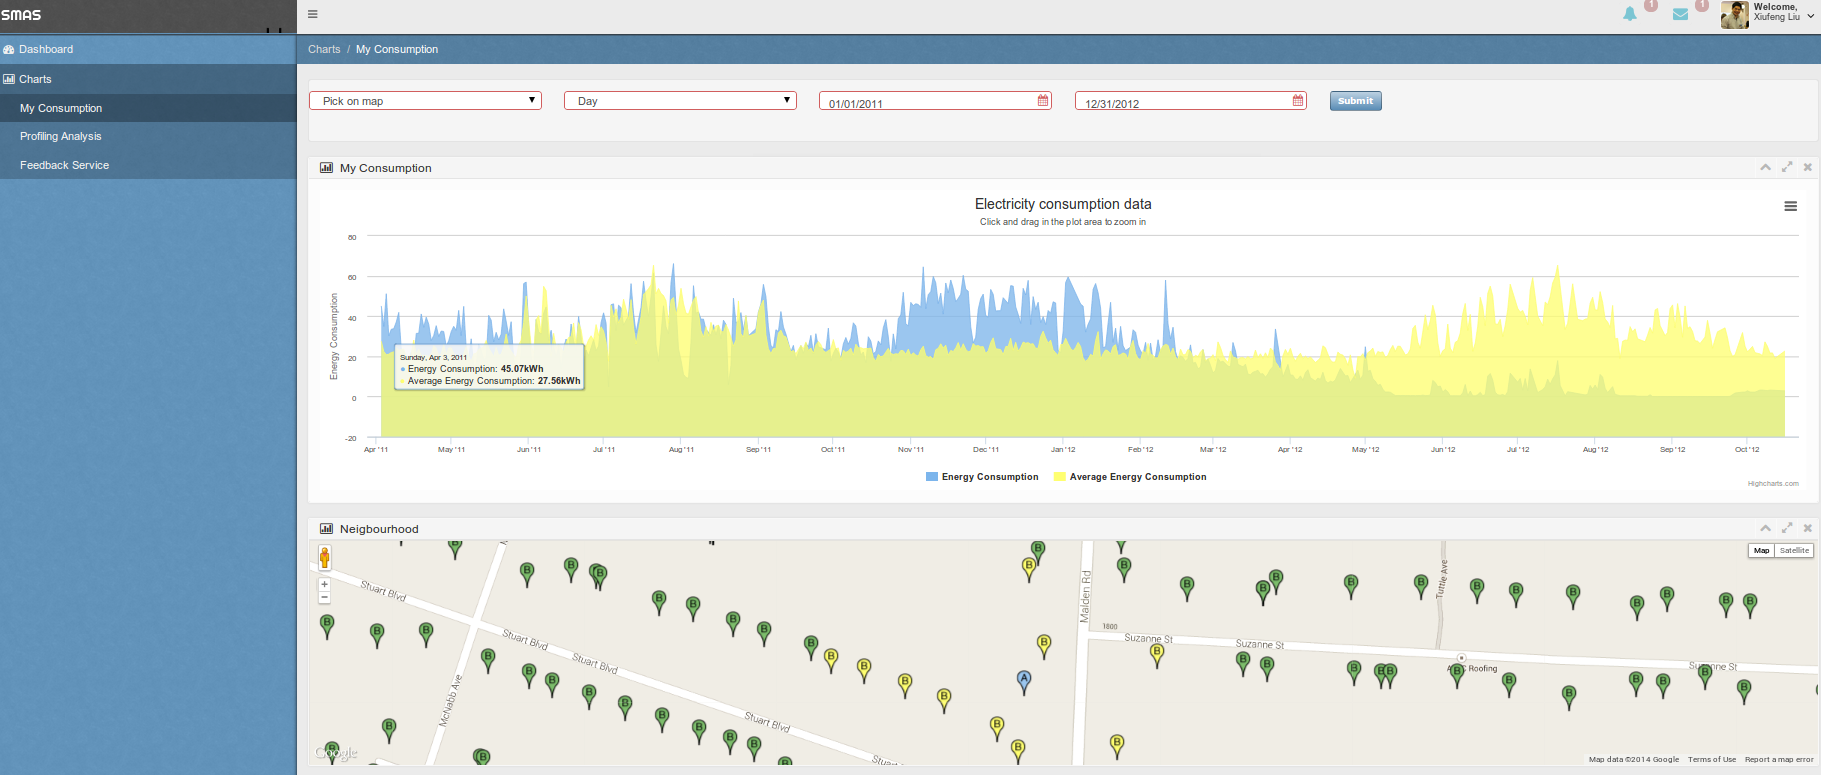 SMAS
1
1
Welcome,
Xiufeng Liu
Dashboard
Charts / My Consumption
Charts
My Consumption
Profiling Analysis
Feedback Service
Pick on map
Day
01/01/2011
12/31/2012
Submit
My Consumption
Electricity consumption data
Click and drag in the plot area to zoom in
Energy Consumption
80
60
40
20
0
-20
Sunday, Apr 3, 2011
Energy Consumption: 45.07kWh
Average Energy Consumption: 27.56kWh
Apr '11 May '11 Jun '11 Jul '11 Aug '11 Sep '11 Oct '11 Nov '11 Dec '11 Jan '12 Feb '12 Mar '12 Apr '12 May '12 Jun '12 Jul '12 Aug '12 Sep '12 Oct '12
Energy Consumption Average Energy Consumption
Highcharts.com
Neigbourhood
Map Satellite
Stuart Blvd
Stuart Blvd
Stuart Blvd
Stuart Blvd
McNabb Ave
Malden Rd
1800
Suzanne St
Suzanne St
Suzanne St
Tuttle Ave
Roofing
A
B
Google
Map data ©2014 Google Terms of Use Report a map error